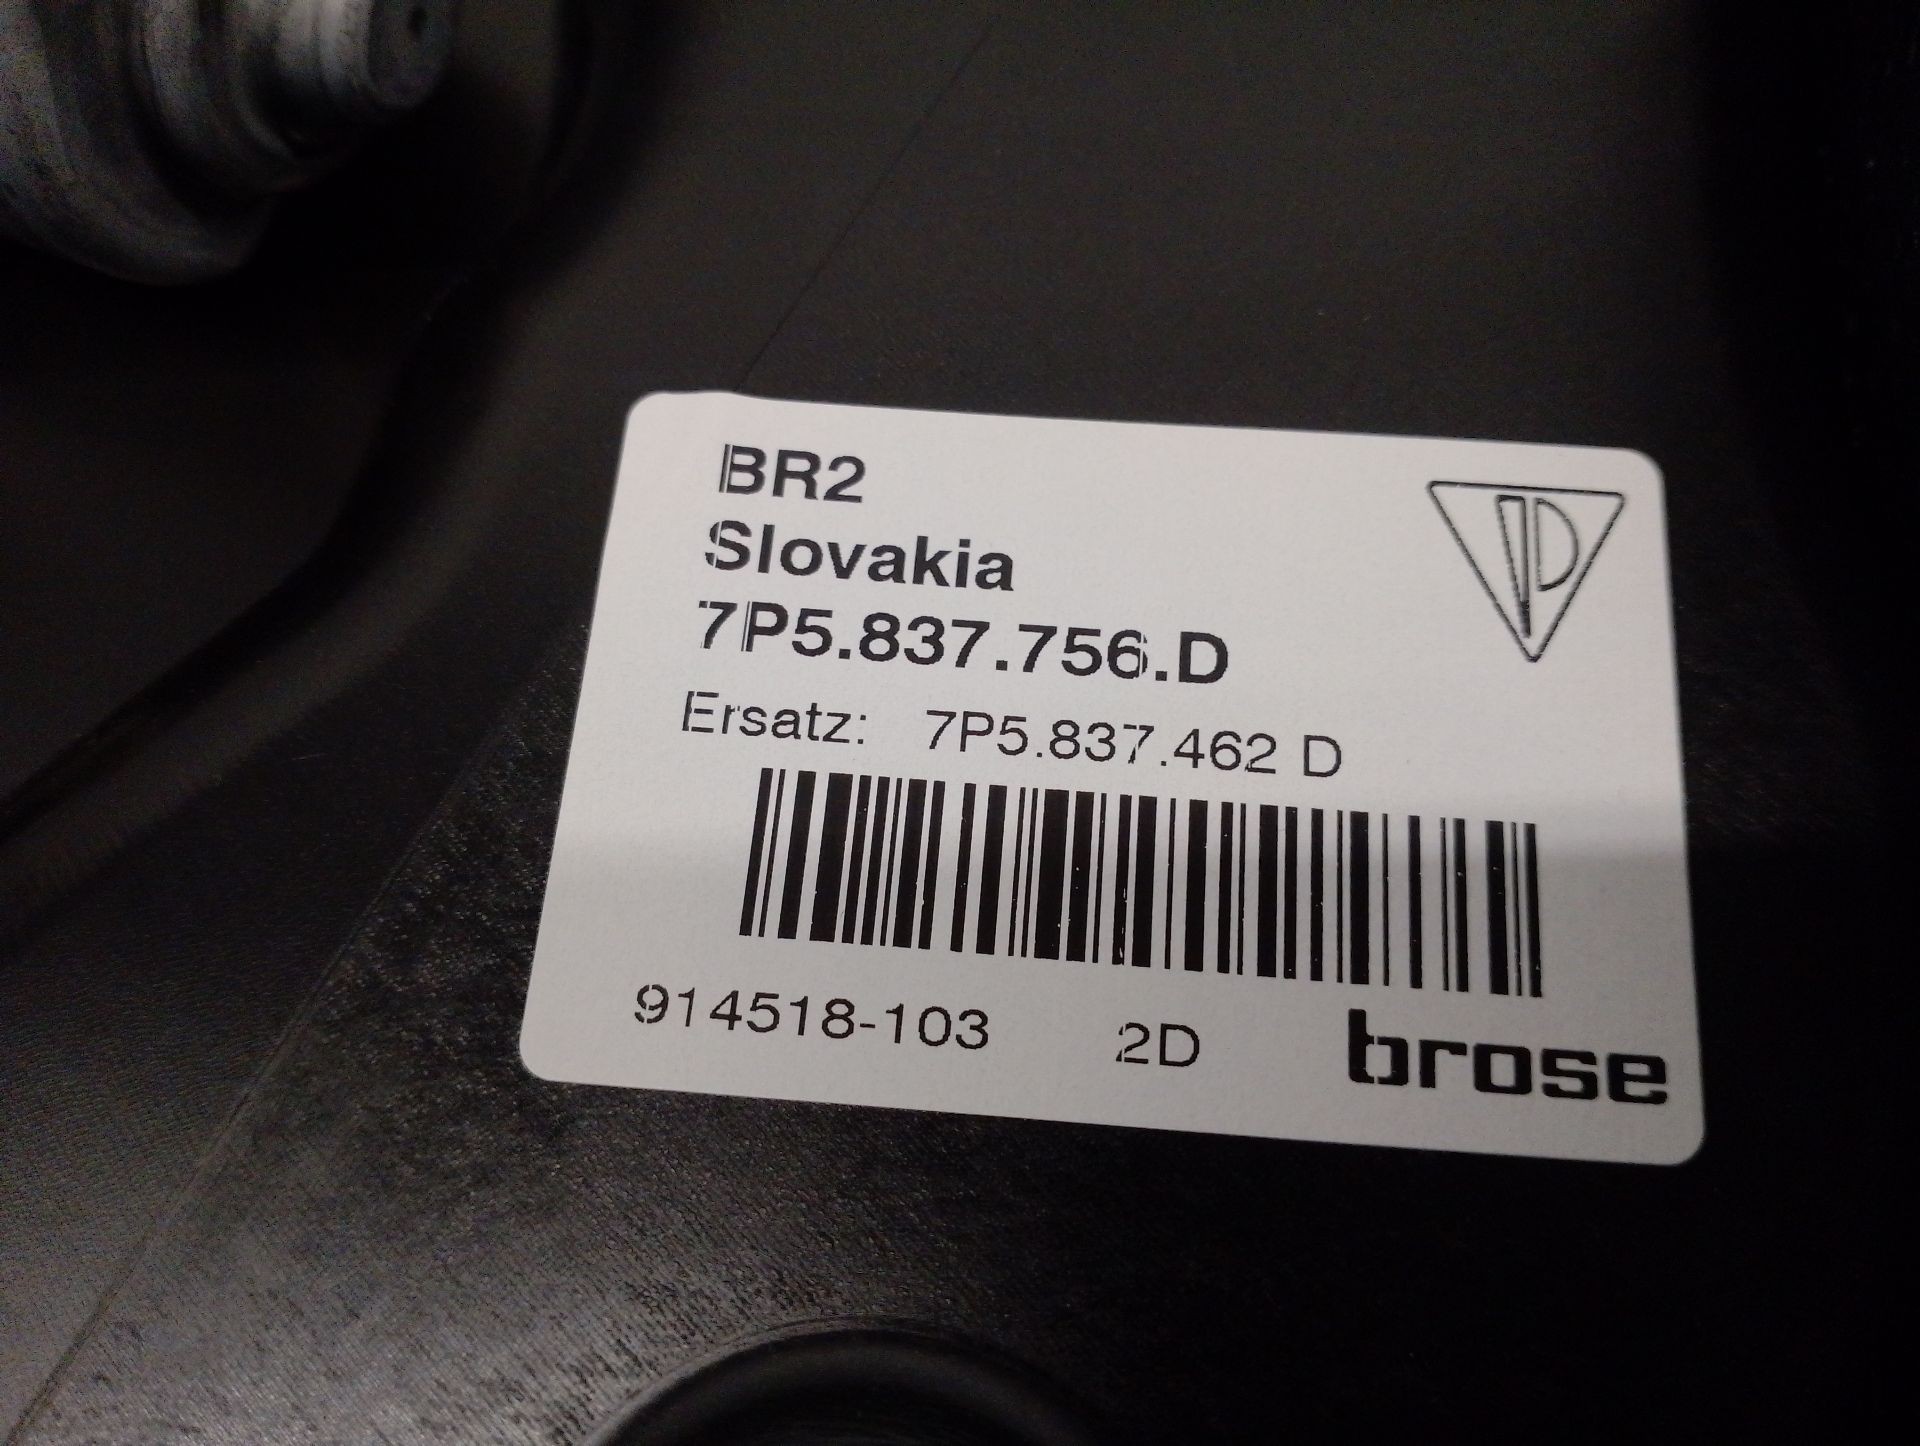 BR2
Slovakia
7P5.837.756.D
Ersatz: 7P5.837.462 D
914518-103 2D brose